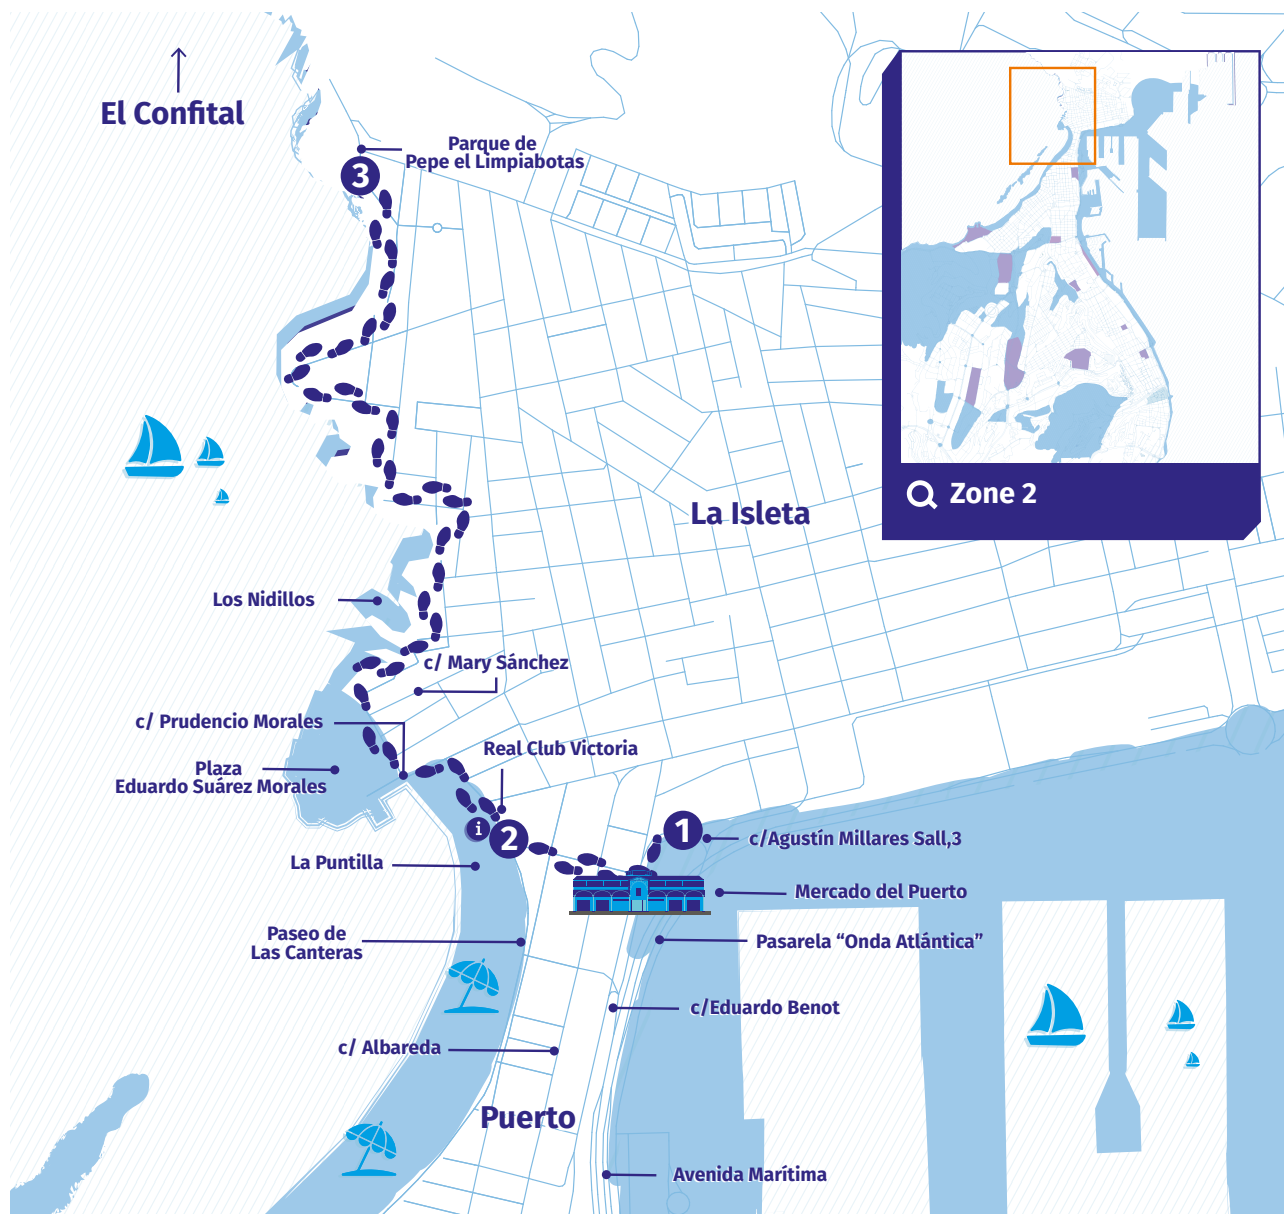 El Confital
Parque de
Pepe el Limpiabotas
3
Zone 2
La Isleta
Los Nidillos
c/ Mary Sánchez
c/ Prudencio Morales
Real Club Victoria
Plaza
Eduardo Suárez Morales
i
2
1
c/Agustín Millares Sall,3
La Puntilla
Mercado del Puerto
Paseo de
Las Canteras
Pasarela “Onda Atlántica”
c/Eduardo Benot
c/ Albareda
Puerto
Avenida Marítima